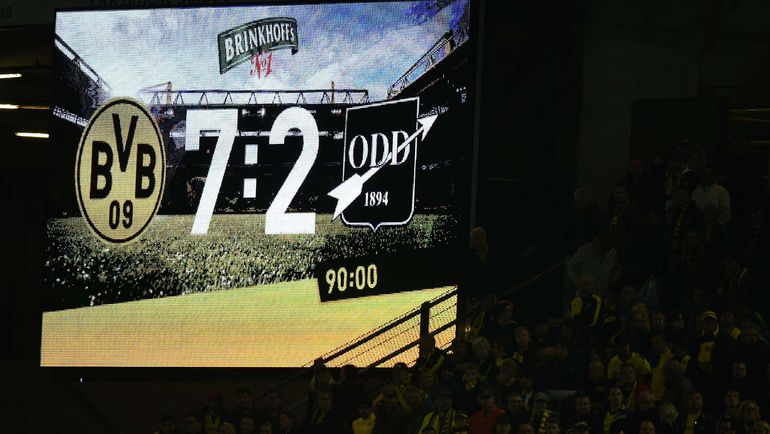 BRINKHOFF's
No1
BVB
09
7:2
ODD
1894
90:00